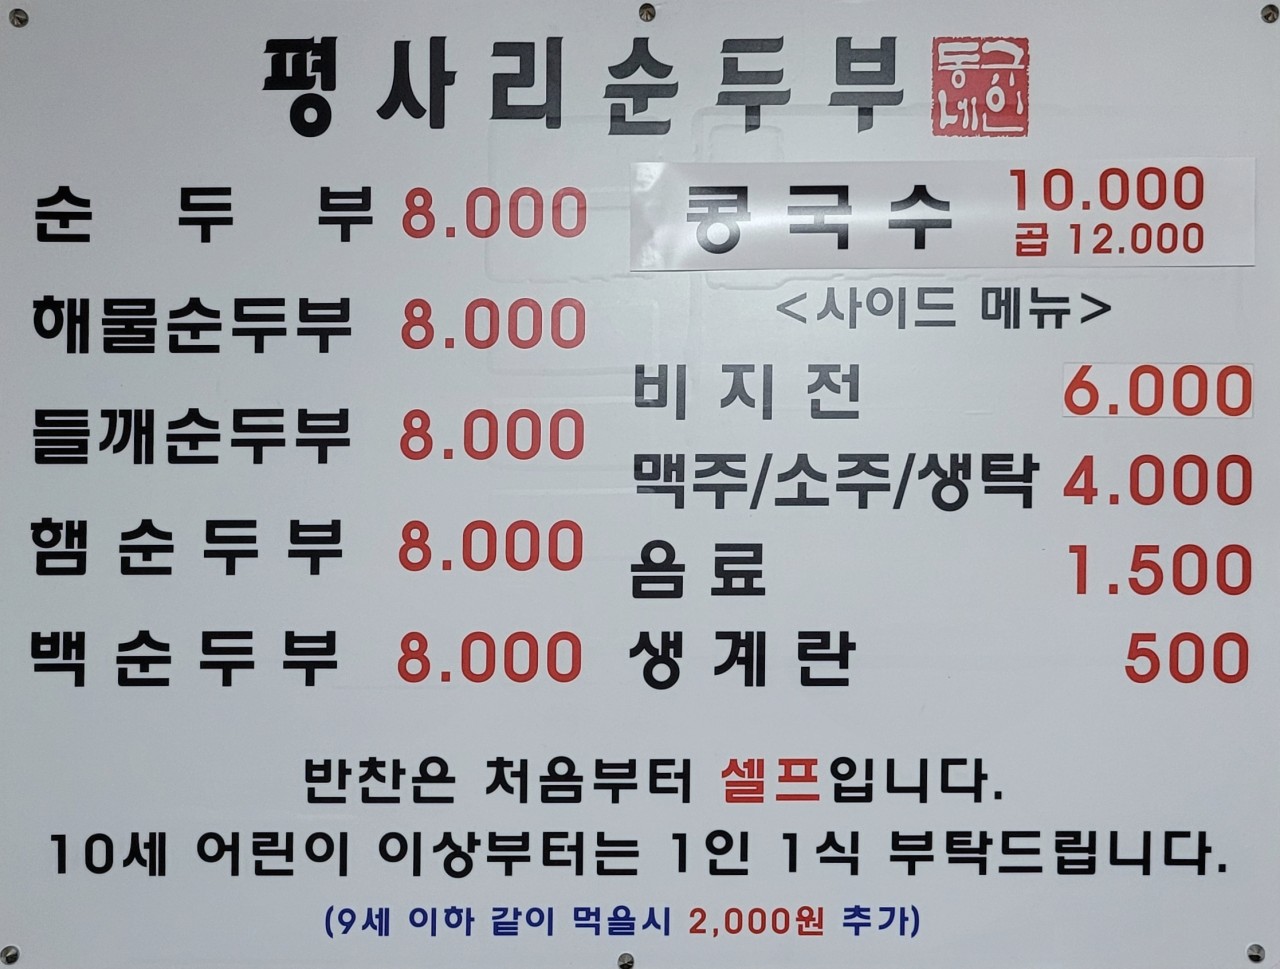 평사리순두부
동규네
순두부 8.000
해물순두부 8.000
들깨순두부 8.000
햄순두부 8.000
백순두부 8.000
콩국수 10.000
곱 12.000
<사이드 메뉴>
비지전 6.000
맥주/소주/생탁 4.000
음료 1.500
생계란 500
반찬은 처음부터 셀프입니다.
10세 어린이 이상부터는 1인 1식 부탁드립니다.
(9세 이하 같이 먹을시 2,000원 추가)